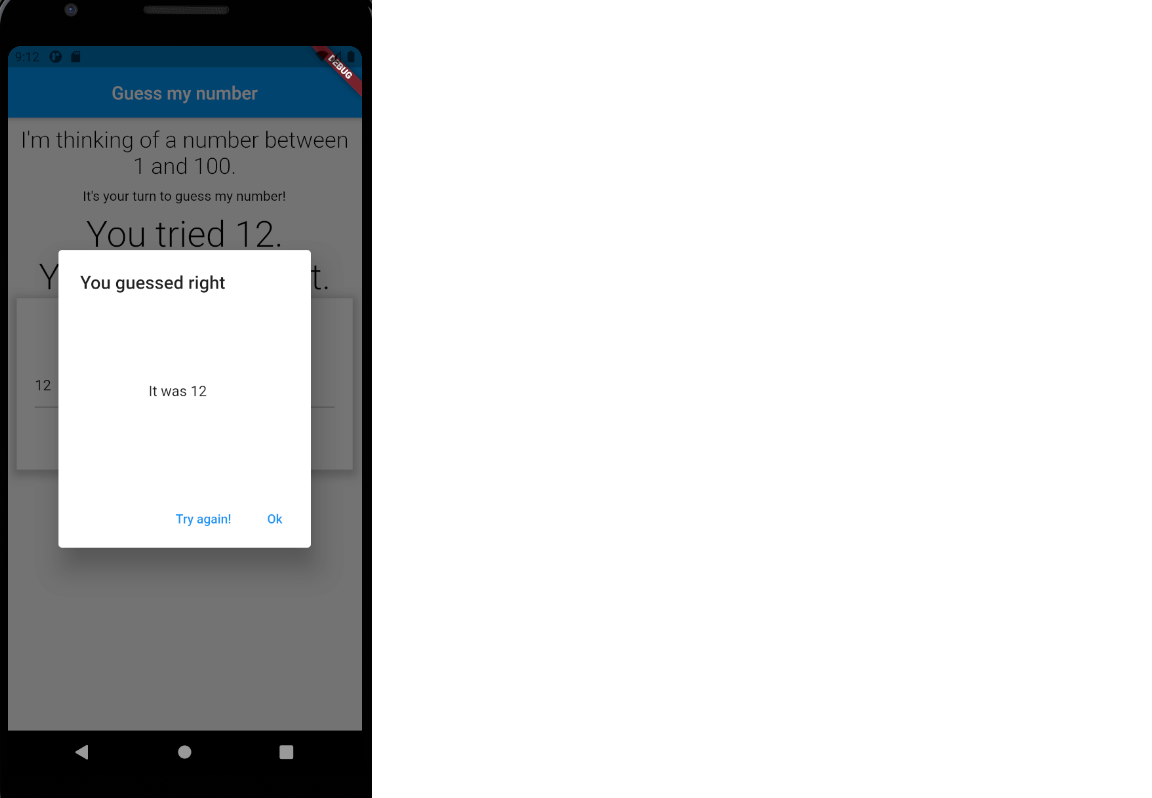 9:12
DEBUG
Guess my number
I'm thinking of a number between
1 and 100.
It's your turn to guess my number!
You tried 12.
You guessed right
12
It was 12
Try again!
Ok